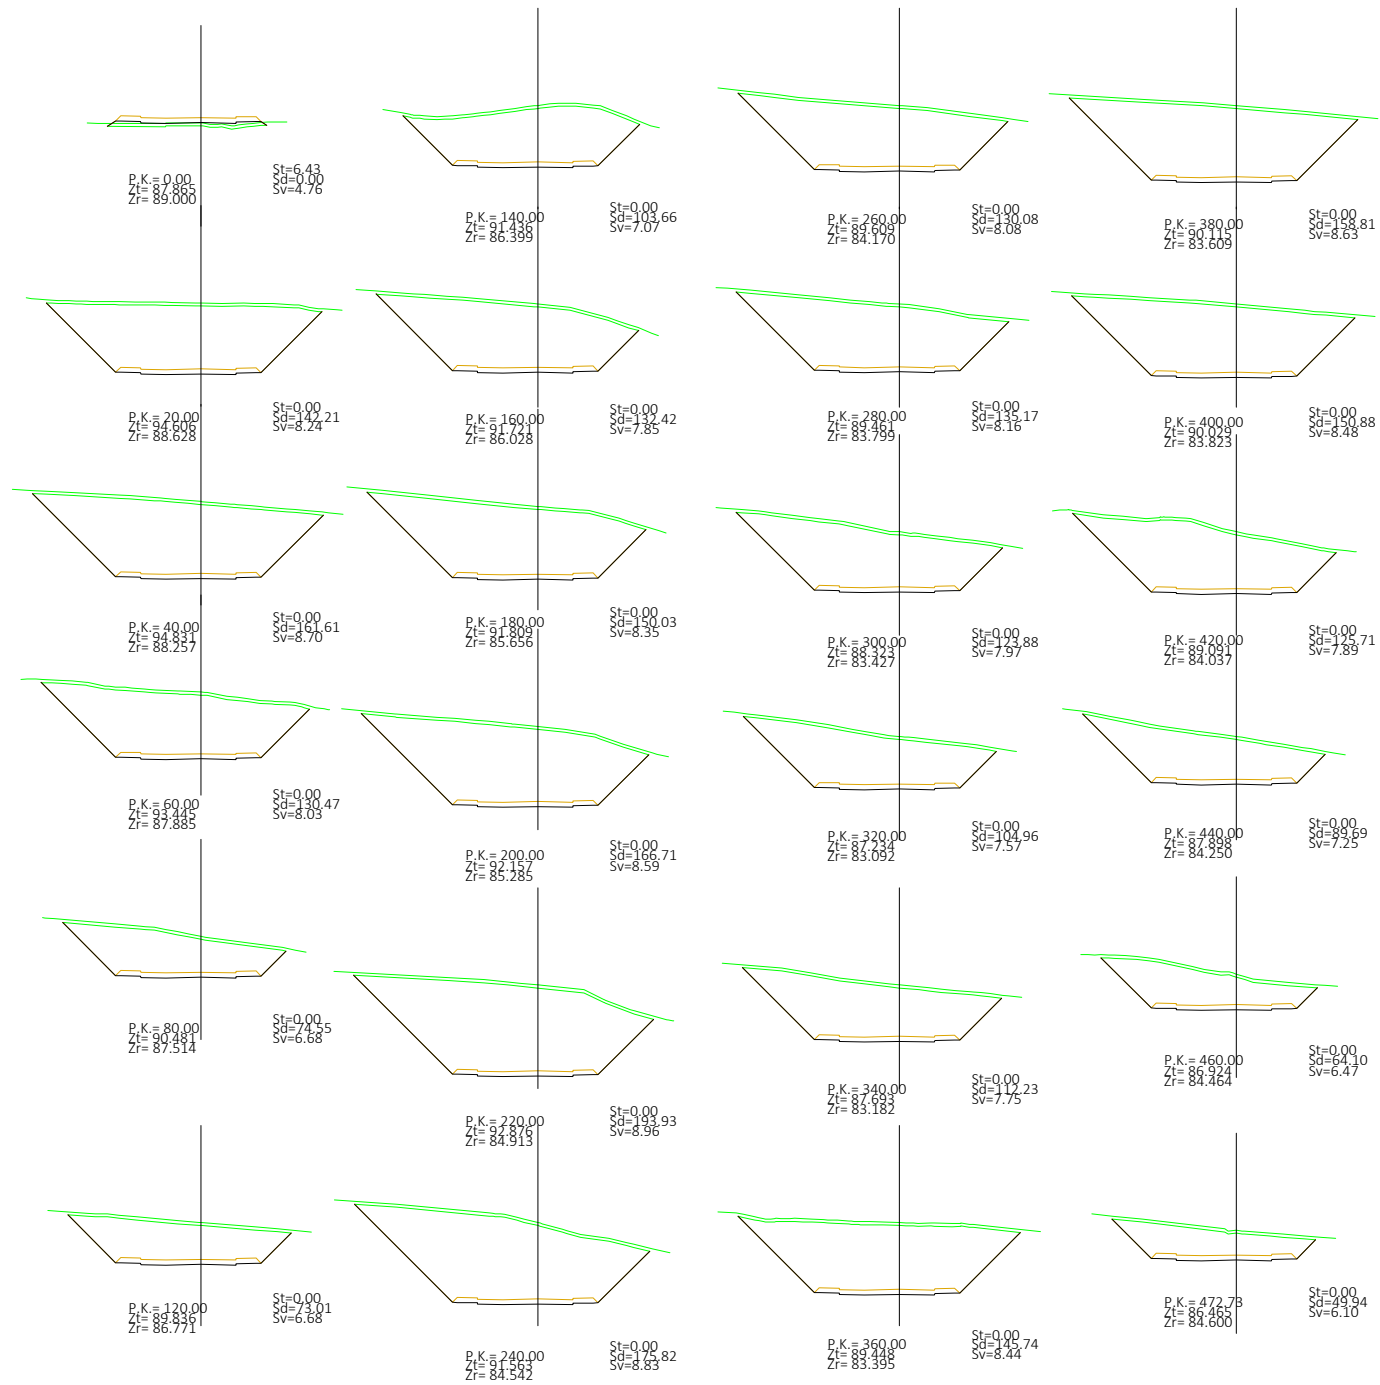 P.K.= 0.00
Zt= 87.865
Zr= 89.000
St=6.43
Sd=0.00
Sv=4.76
P.K.= 140.00
Zt= 91.436
Zr= 86.399
St=0.00
Sd=103.66
Sv=7.07
P.K.= 260.00
Zt= 89.609
Zr= 84.170
St=0.00
Sd=130.08
Sv=8.08
P.K.= 380.00
Zt= 90.115
Zr= 83.609
St=0.00
Sd=158.81
Sv=8.63
P.K.= 20.00
Zt= 94.606
Zr= 88.628
St=0.00
Sd=142.21
Sv=8.24
P.K.= 160.00
Zt= 91.721
Zr= 86.028
St=0.00
Sd=132.42
Sv=7.85
P.K.= 280.00
Zt= 89.461
Zr= 83.799
St=0.00
Sd=135.17
Sv=8.16
P.K.= 400.00
Zt= 90.029
Zr= 83.823
St=0.00
Sd=150.88
Sv=8.48
P.K.= 40.00
Zt= 94.831
Zr= 88.257
St=0.00
Sd=161.61
Sv=8.70
P.K.= 180.00
Zt= 91.809
Zr= 85.656
St=0.00
Sd=150.03
Sv=8.35
P.K.= 300.00
Zt= 88.323
Zr= 83.427
St=0.00
Sd=123.88
Sv=7.97
P.K.= 420.00
Zt= 89.091
Zr= 84.037
St=0.00
Sd=125.71
Sv=7.89
P.K.= 60.00
Zt= 93.445
Zr= 87.885
St=0.00
Sd=130.47
Sv=8.03
P.K.= 200.00
Zt= 92.157
Zr= 85.285
St=0.00
Sd=166.71
Sv=8.59
P.K.= 320.00
Zt= 87.234
Zr= 83.092
St=0.00
Sd=104.96
Sv=7.57
P.K.= 440.00
Zt= 87.898
Zr= 84.250
St=0.00
Sd=89.69
Sv=7.25
P.K.= 80.00
Zt= 90.481
Zr= 87.514
St=0.00
Sd=74.55
Sv=6.68
P.K.= 220.00
Zt= 92.876
Zr= 84.913
St=0.00
Sd=193.93
Sv=8.96
P.K.= 340.00
Zt= 87.693
Zr= 83.182
St=0.00
Sd=112.23
Sv=7.75
P.K.= 460.00
Zt= 86.924
Zr= 84.464
St=0.00
Sd=64.10
Sv=6.47
P.K.= 120.00
Zt= 89.836
Zr= 86.771
St=0.00
Sd=73.01
Sv=6.68
P.K.= 240.00
Zt= 91.563
Zr= 84.542
St=0.00
Sd=175.82
Sv=8.83
P.K.= 360.00
Zt= 89.448
Zr= 83.395
St=0.00
Sd=145.74
Sv=8.44
P.K.= 472.73
Zt= 86.465
Zr= 84.600
St=0.00
Sd=49.94
Sv=6.10